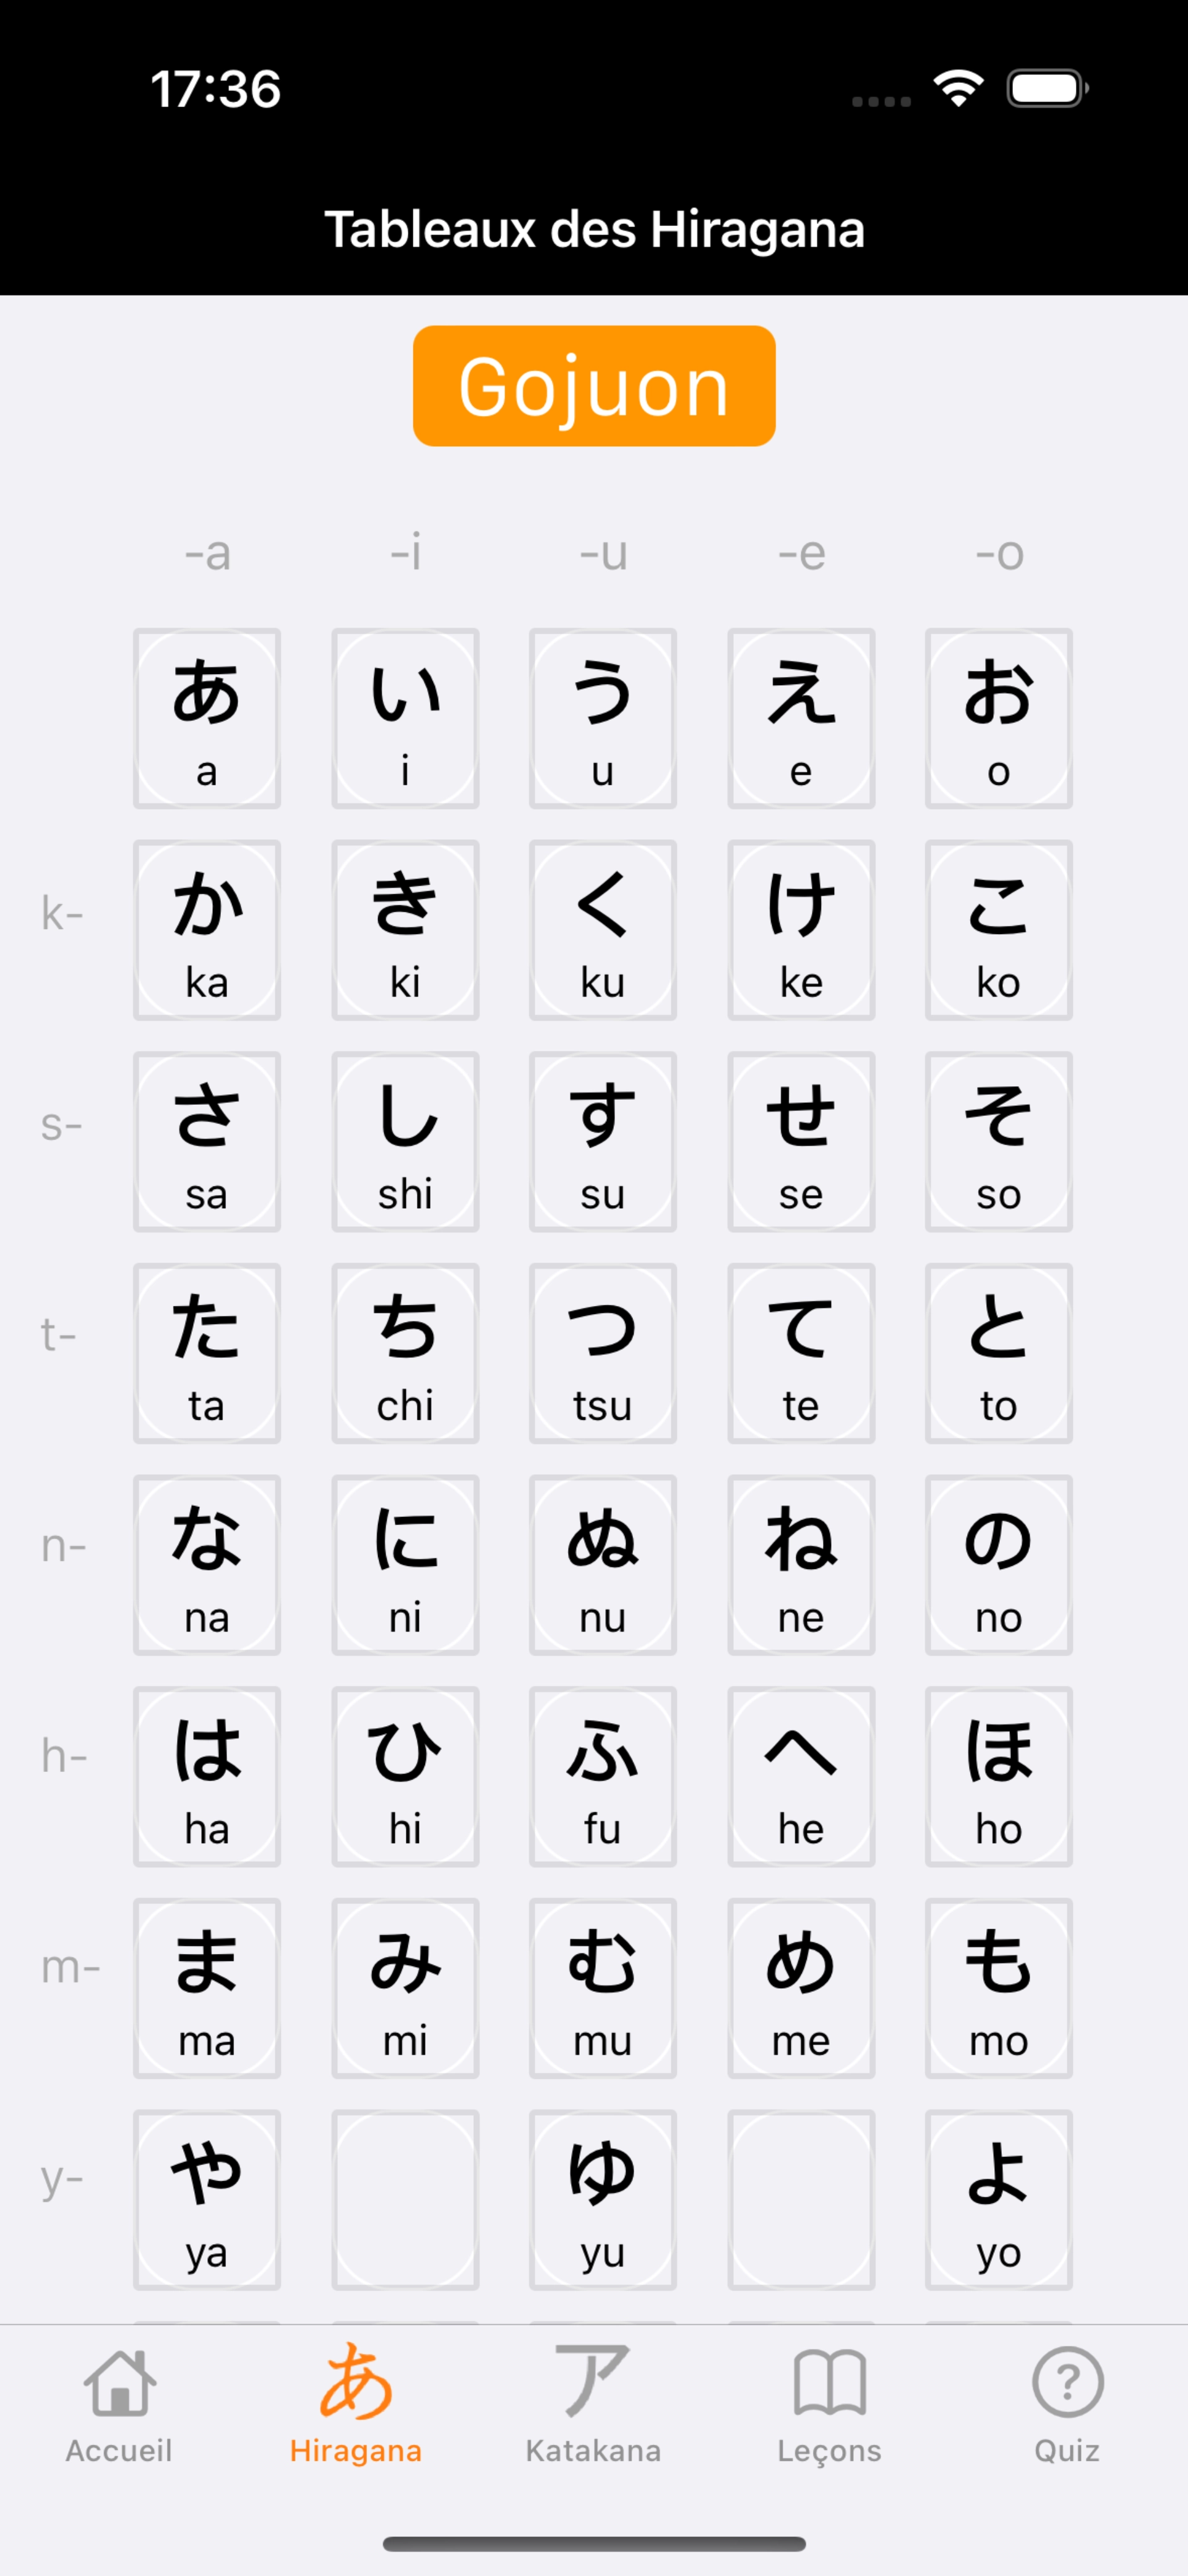 17:36
Tableaux des Hiragana
Gojuon
-a -i -u -e -o
あ い う え お
a i u e o
k- か き く け こ
ka ki ku ke ko
s- さ し す せ そ
sa shi su se so
t- た ち つ て と
ta chi tsu te to
n- な に ぬ ね の
na ni nu ne no
h- は ひ ふ へ ほ
ha hi fu he ho
m- ま み む め も
ma mi mu me mo
y- や ゆ よ
ya yu yo
あ ア ?
Accueil Hiragana Katakana Leçons Quiz